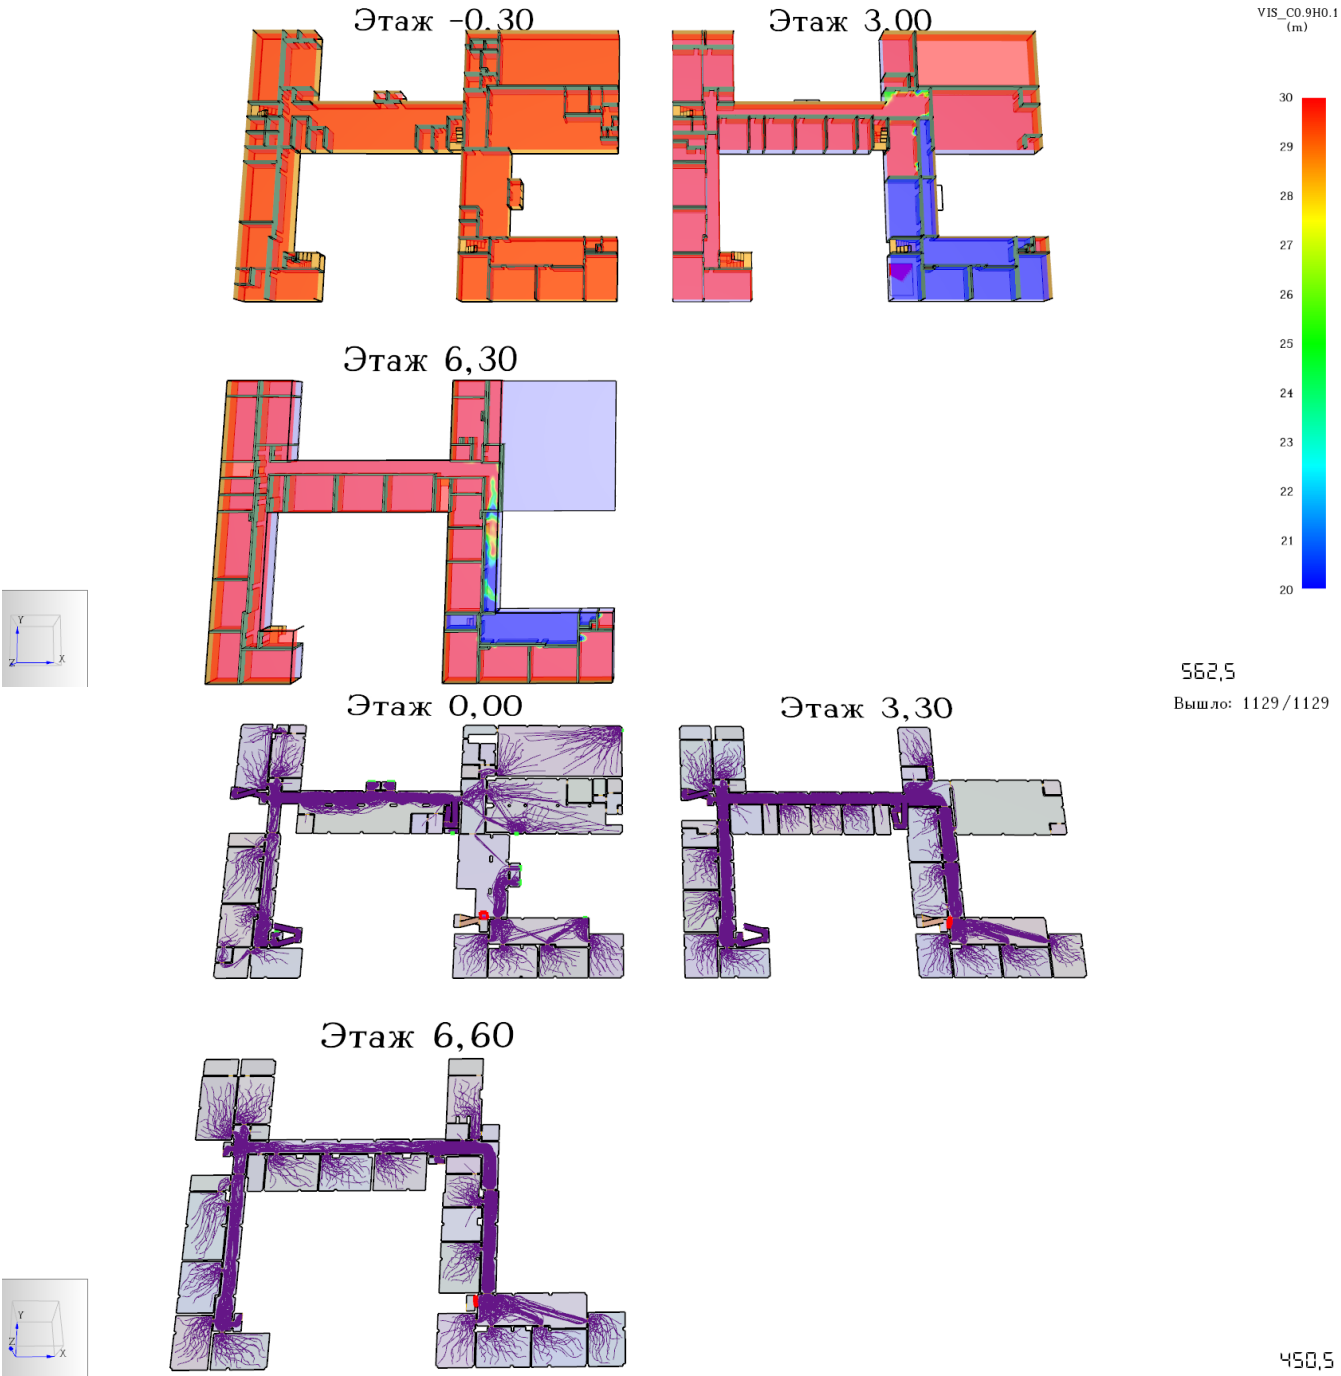 Этаж -0.30
Этаж 3.00
VIS_C0.9H0.1
(m)
30
29
28
27
26
25
24
23
22
21
20
Этаж 6,30
Y
Z
X
562,5
Вышло: 1129/1129
Этаж 0,00
Этаж 3,30
Этаж 6,60
Y
Z
X
450,5